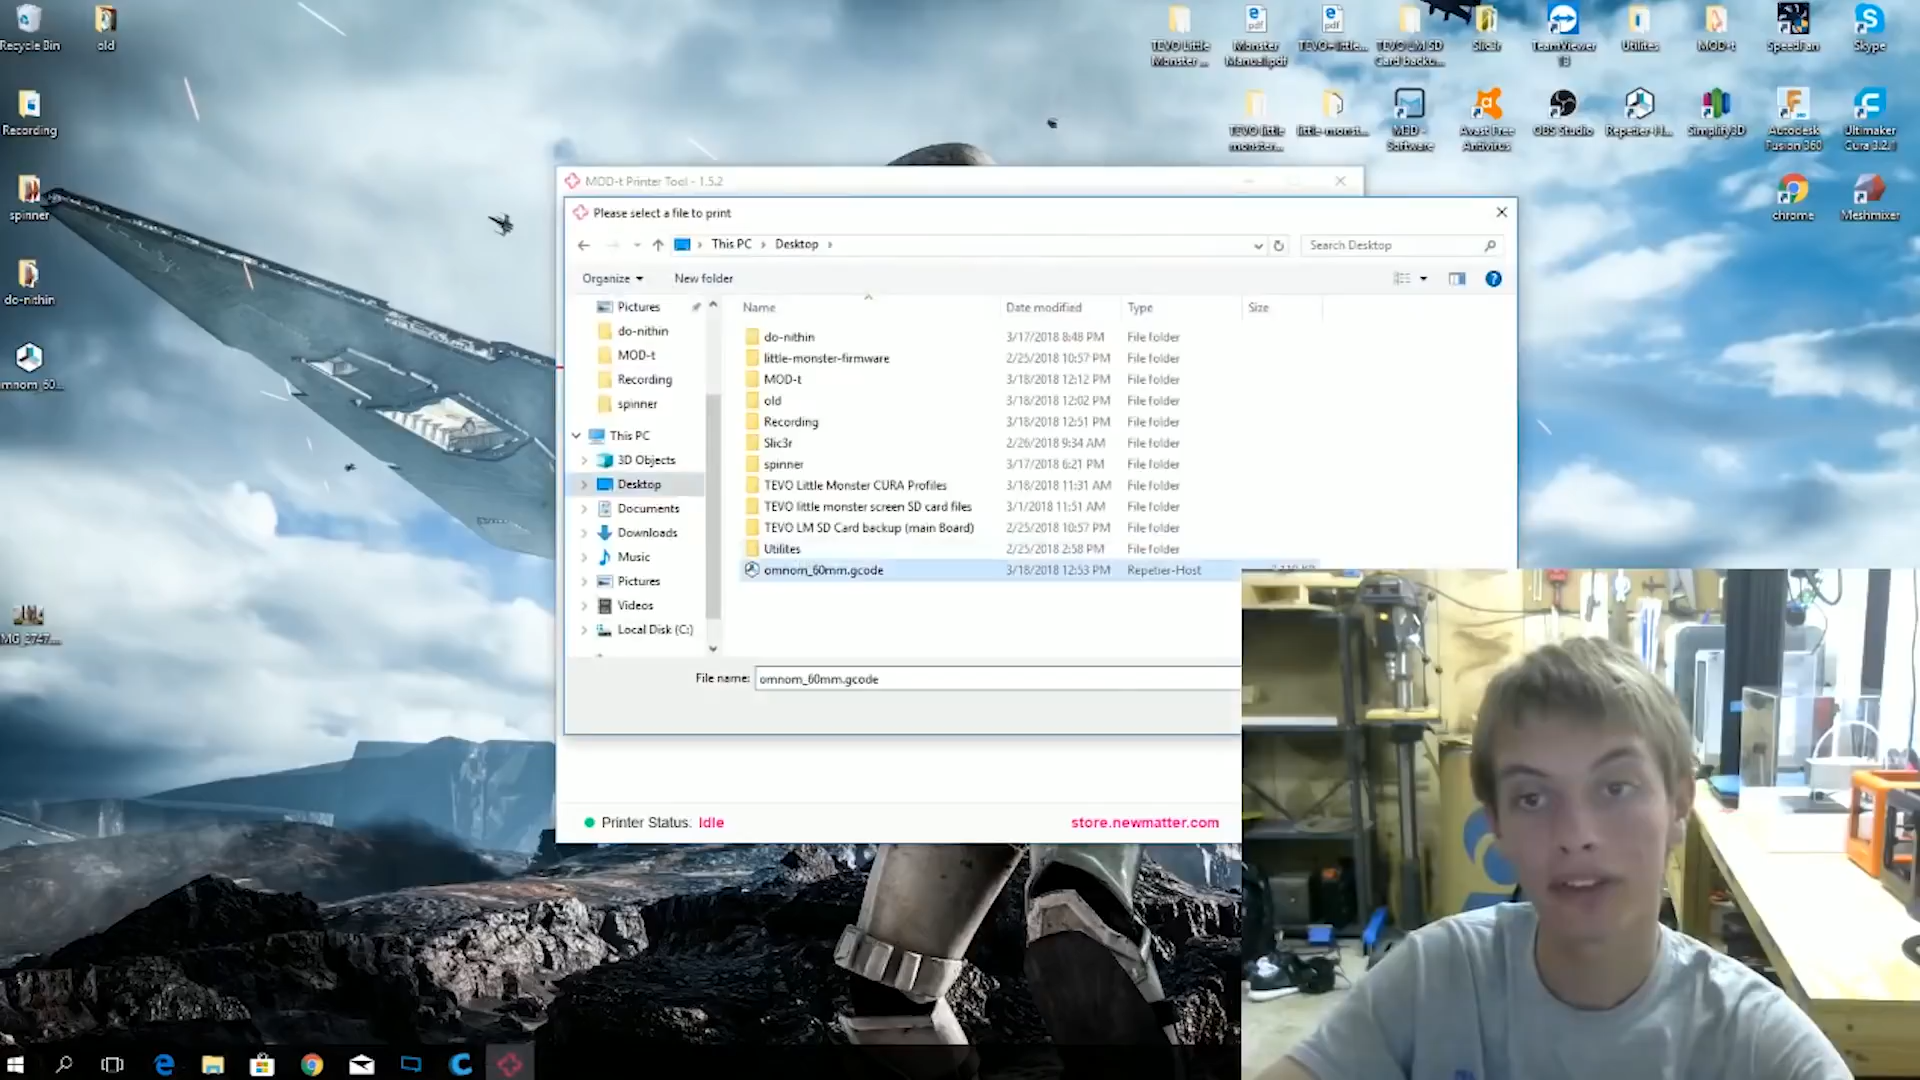 Recycle Bin
old
Recording
spinner
do-nithin
omnom_60...
MG_2747...
TEVO Little
Monster ...
Monster
Manual.pdf
TEVO+little...
TEVO LM SD
Card backu...
Slic3r
TeamViewer
13
Utilites
MOD-t
SpeedFan
Skype
TEVO little
monster...
little-monst...
M3D -
Software
Avast Free
Antivirus
OBS Studio
Repetier-H...
Simplify3D
Autodesk
Fusion 360
Ultimaker
Cura 3.2.1
chrome
Meshmixer
MOD-t Printer Tool - 1.5.2
Please select a file to print
This PC › Desktop ›
Search Desktop
Organize
New folder
Name Date modified Type Size
Pictures
do-nithin
MOD-t
Recording
spinner
This PC
3D Objects
Desktop
Documents
Downloads
Music
Pictures
Videos
Local Disk (C:)
do-nithin 3/17/2018 8:48 PM File folder
little-monster-firmware 2/25/2018 10:57 PM File folder
MOD-t 3/18/2018 12:12 PM File folder
old 3/18/2018 12:02 PM File folder
Recording 3/18/2018 12:51 PM File folder
Slic3r 2/26/2018 9:34 AM File folder
spinner 3/17/2018 6:21 PM File folder
TEVO Little Monster CURA Profiles 3/18/2018 11:31 AM File folder
TEVO little monster screen SD card files 3/1/2018 11:51 AM File folder
TEVO LM SD Card backup (main Board) 2/25/2018 10:57 PM File folder
Utilites 2/25/2018 2:58 PM File folder
omnom_60mm.gcode 3/18/2018 12:53 PM Repetier-Host
File name: omnom_60mm.gcode
Printer Status: Idle
store.newmatter.com